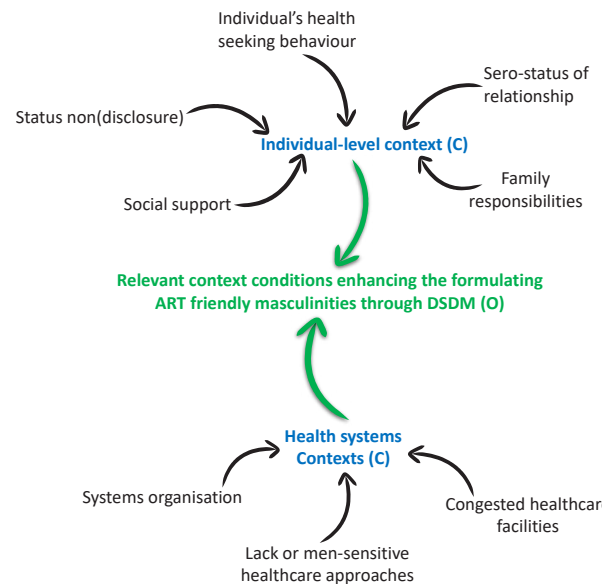 Individual's health
seeking behaviour
Sero-status of
relationship
Status non(disclosure)
Individual-level context (C)
Social support
Family
responsibilities
Relevant context conditions enhancing the formulating
ART friendly masculinities through DSDM (O)
Health systems
Contexts (C)
Systems organisation
Congested healthcare
facilities
Lack or men-sensitive
healthcare approaches